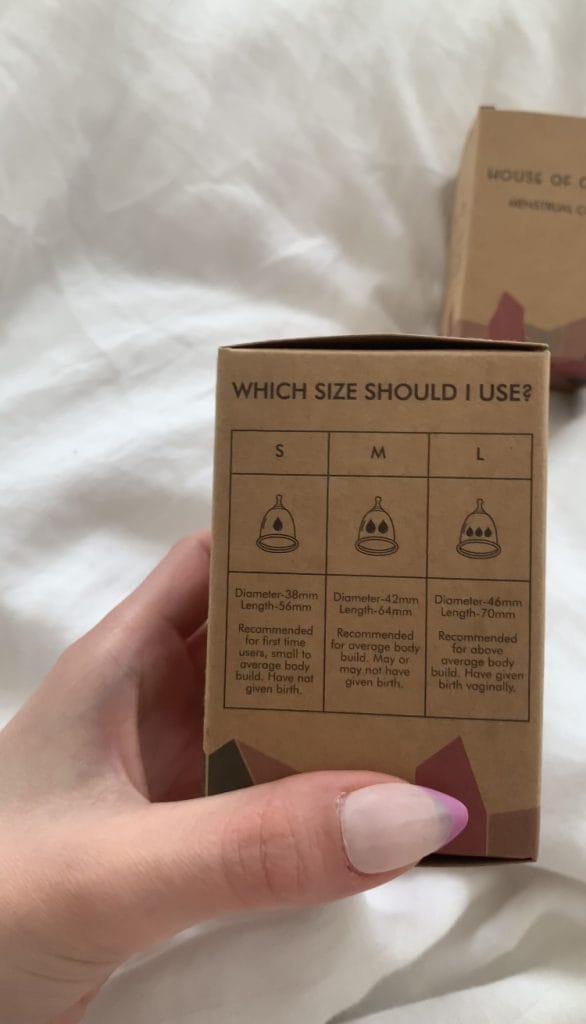 HOUSE OF
MENSTRUAL
WHICH SIZE SHOULD I USE?
S
M
L
Diameter-38mm
Length-56mm
Recommended
for first time
users, small to
average body
build. Have not
given birth.
Diameter-42mm
Length-64mm
Recommended
for average body
build. May or
may not have
given birth.
Diameter-46mm
Length-70mm
Recommended
for above
average body
build. Have given
birth vaginally.